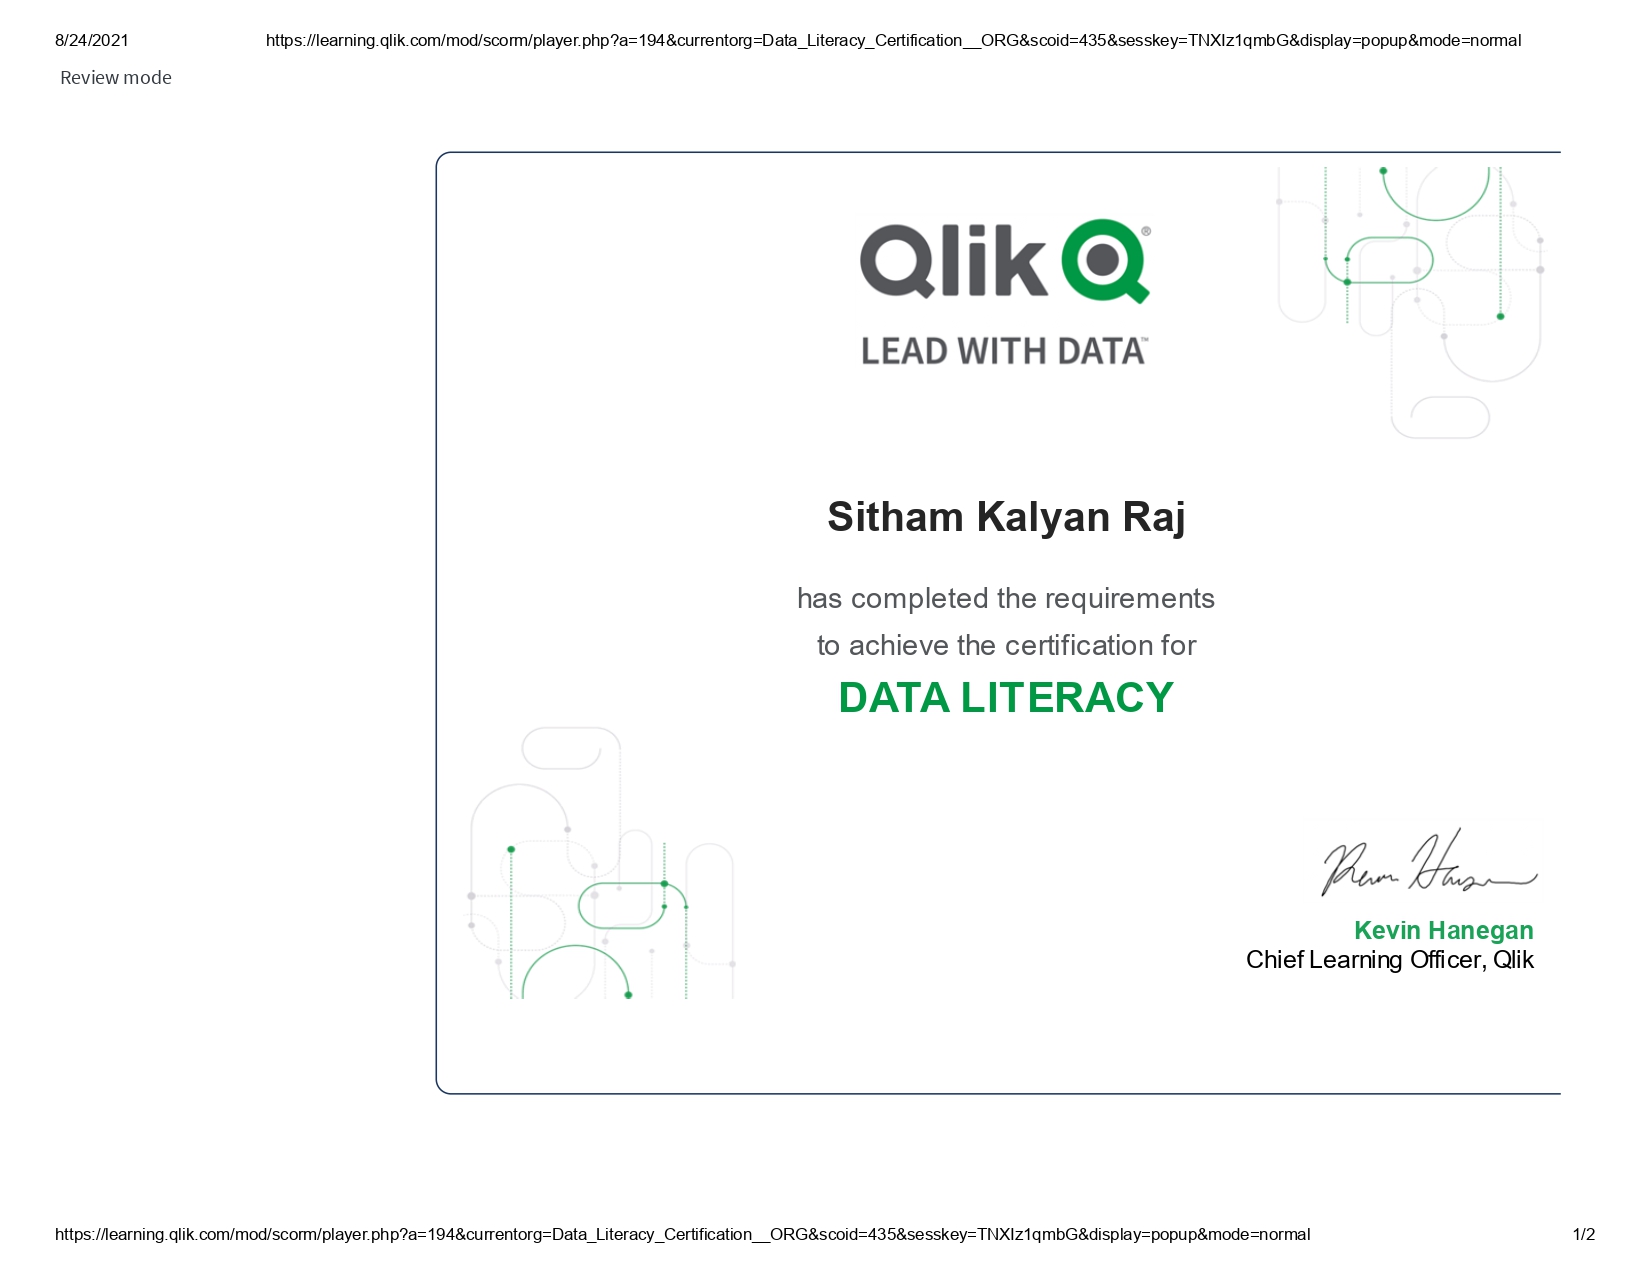 8/24/2021 https://learning.qlik.com/mod/scorm/player.php?a=194&currentorg=Data_Literacy_Certification__ORG&scoid=435&sesskey=TNXIz1qmbG&display=popup&mode=normal
Review mode
Qlik Q®
LEAD WITH DATA™
Sitham Kalyan Raj
has completed the requirements
to achieve the certification for
DATA LITERACY
Kevin Hanegan
Chief Learning Officer, Qlik
https://learning.qlik.com/mod/scorm/player.php?a=194&currentorg=Data_Literacy_Certification__ORG&scoid=435&sesskey=TNXIz1qmbG&display=popup&mode=normal 1/2